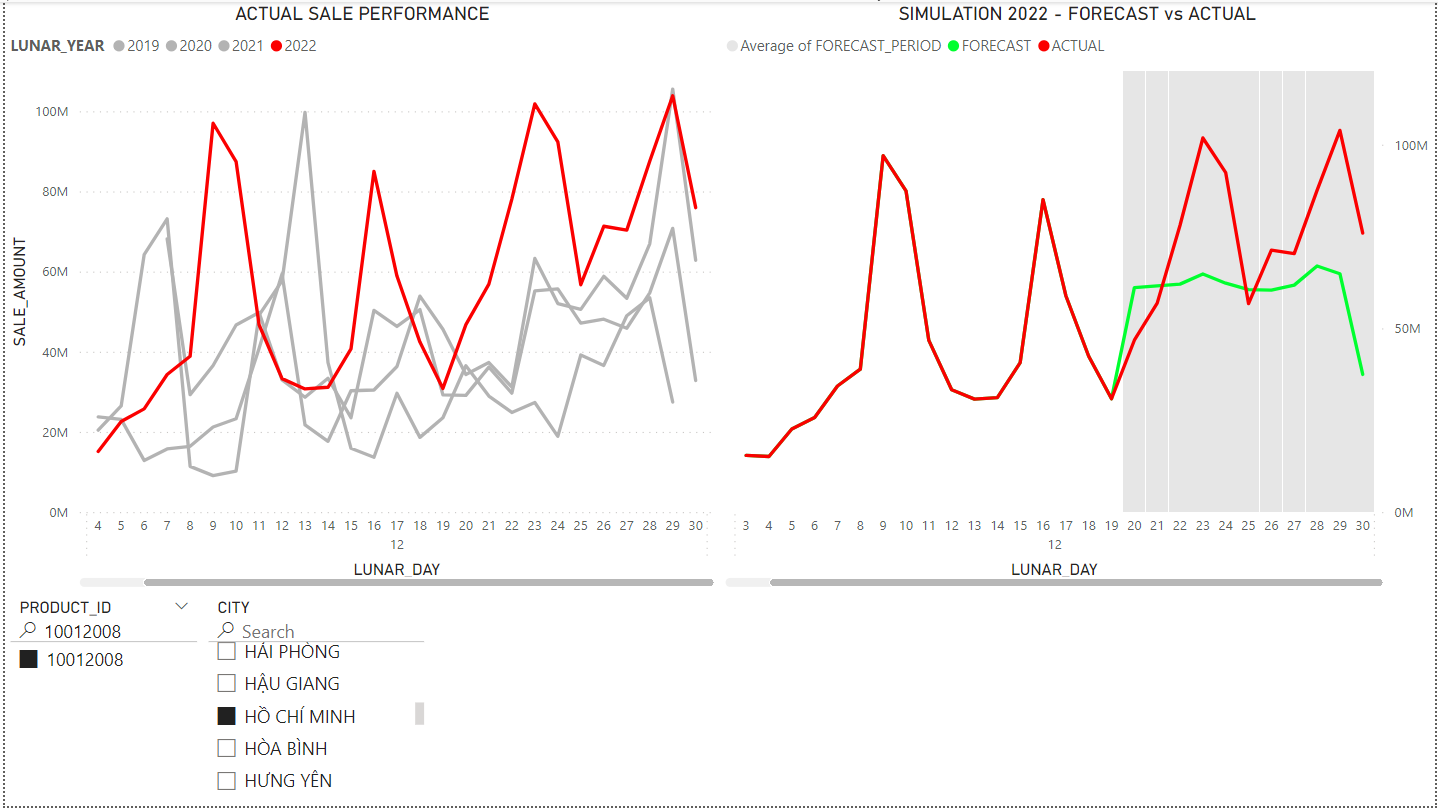 ACTUAL SALE PERFORMANCE
LUNAR_YEAR 2019 2020 2021 2022
100M
80M
60M
40M
20M
0M
SALE_AMOUNT
4 5 6 7 8 9 10 11 12 13 14 15 16 17 18 19 20 21 22 23 24 25 26 27 28 29 30
12
LUNAR_DAY
SIMULATION 2022 - FORECAST vs ACTUAL
Average of FORECAST_PERIOD FORECAST ACTUAL
100M
50M
0M
3 4 5 6 7 8 9 10 11 12 13 14 15 16 17 18 19 20 21 22 23 24 25 26 27 28 29 30
12
LUNAR_DAY
PRODUCT_ID
10012008
10012008
CITY
Search
HẢI PHÒNG
HẬU GIANG
HỒ CHÍ MINH
HÒA BÌNH
HƯNG YÊN